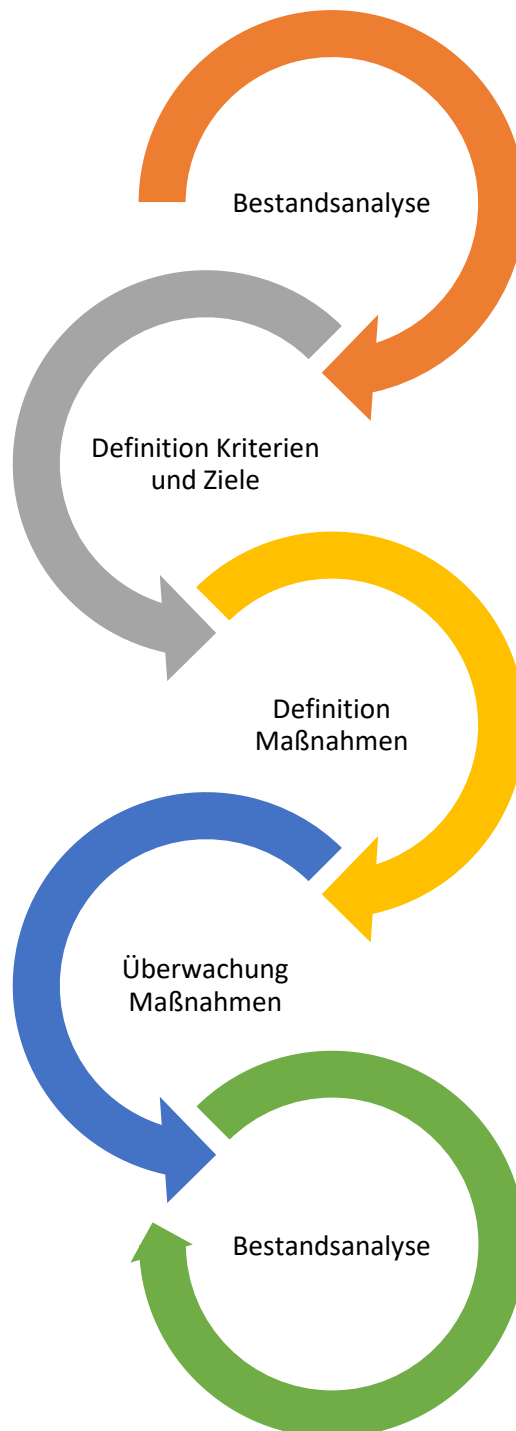 Bestandsanalyse
Definition Kriterien
und Ziele
Definition
Maßnahmen
Überwachung
Maßnahmen
Bestandsanalyse